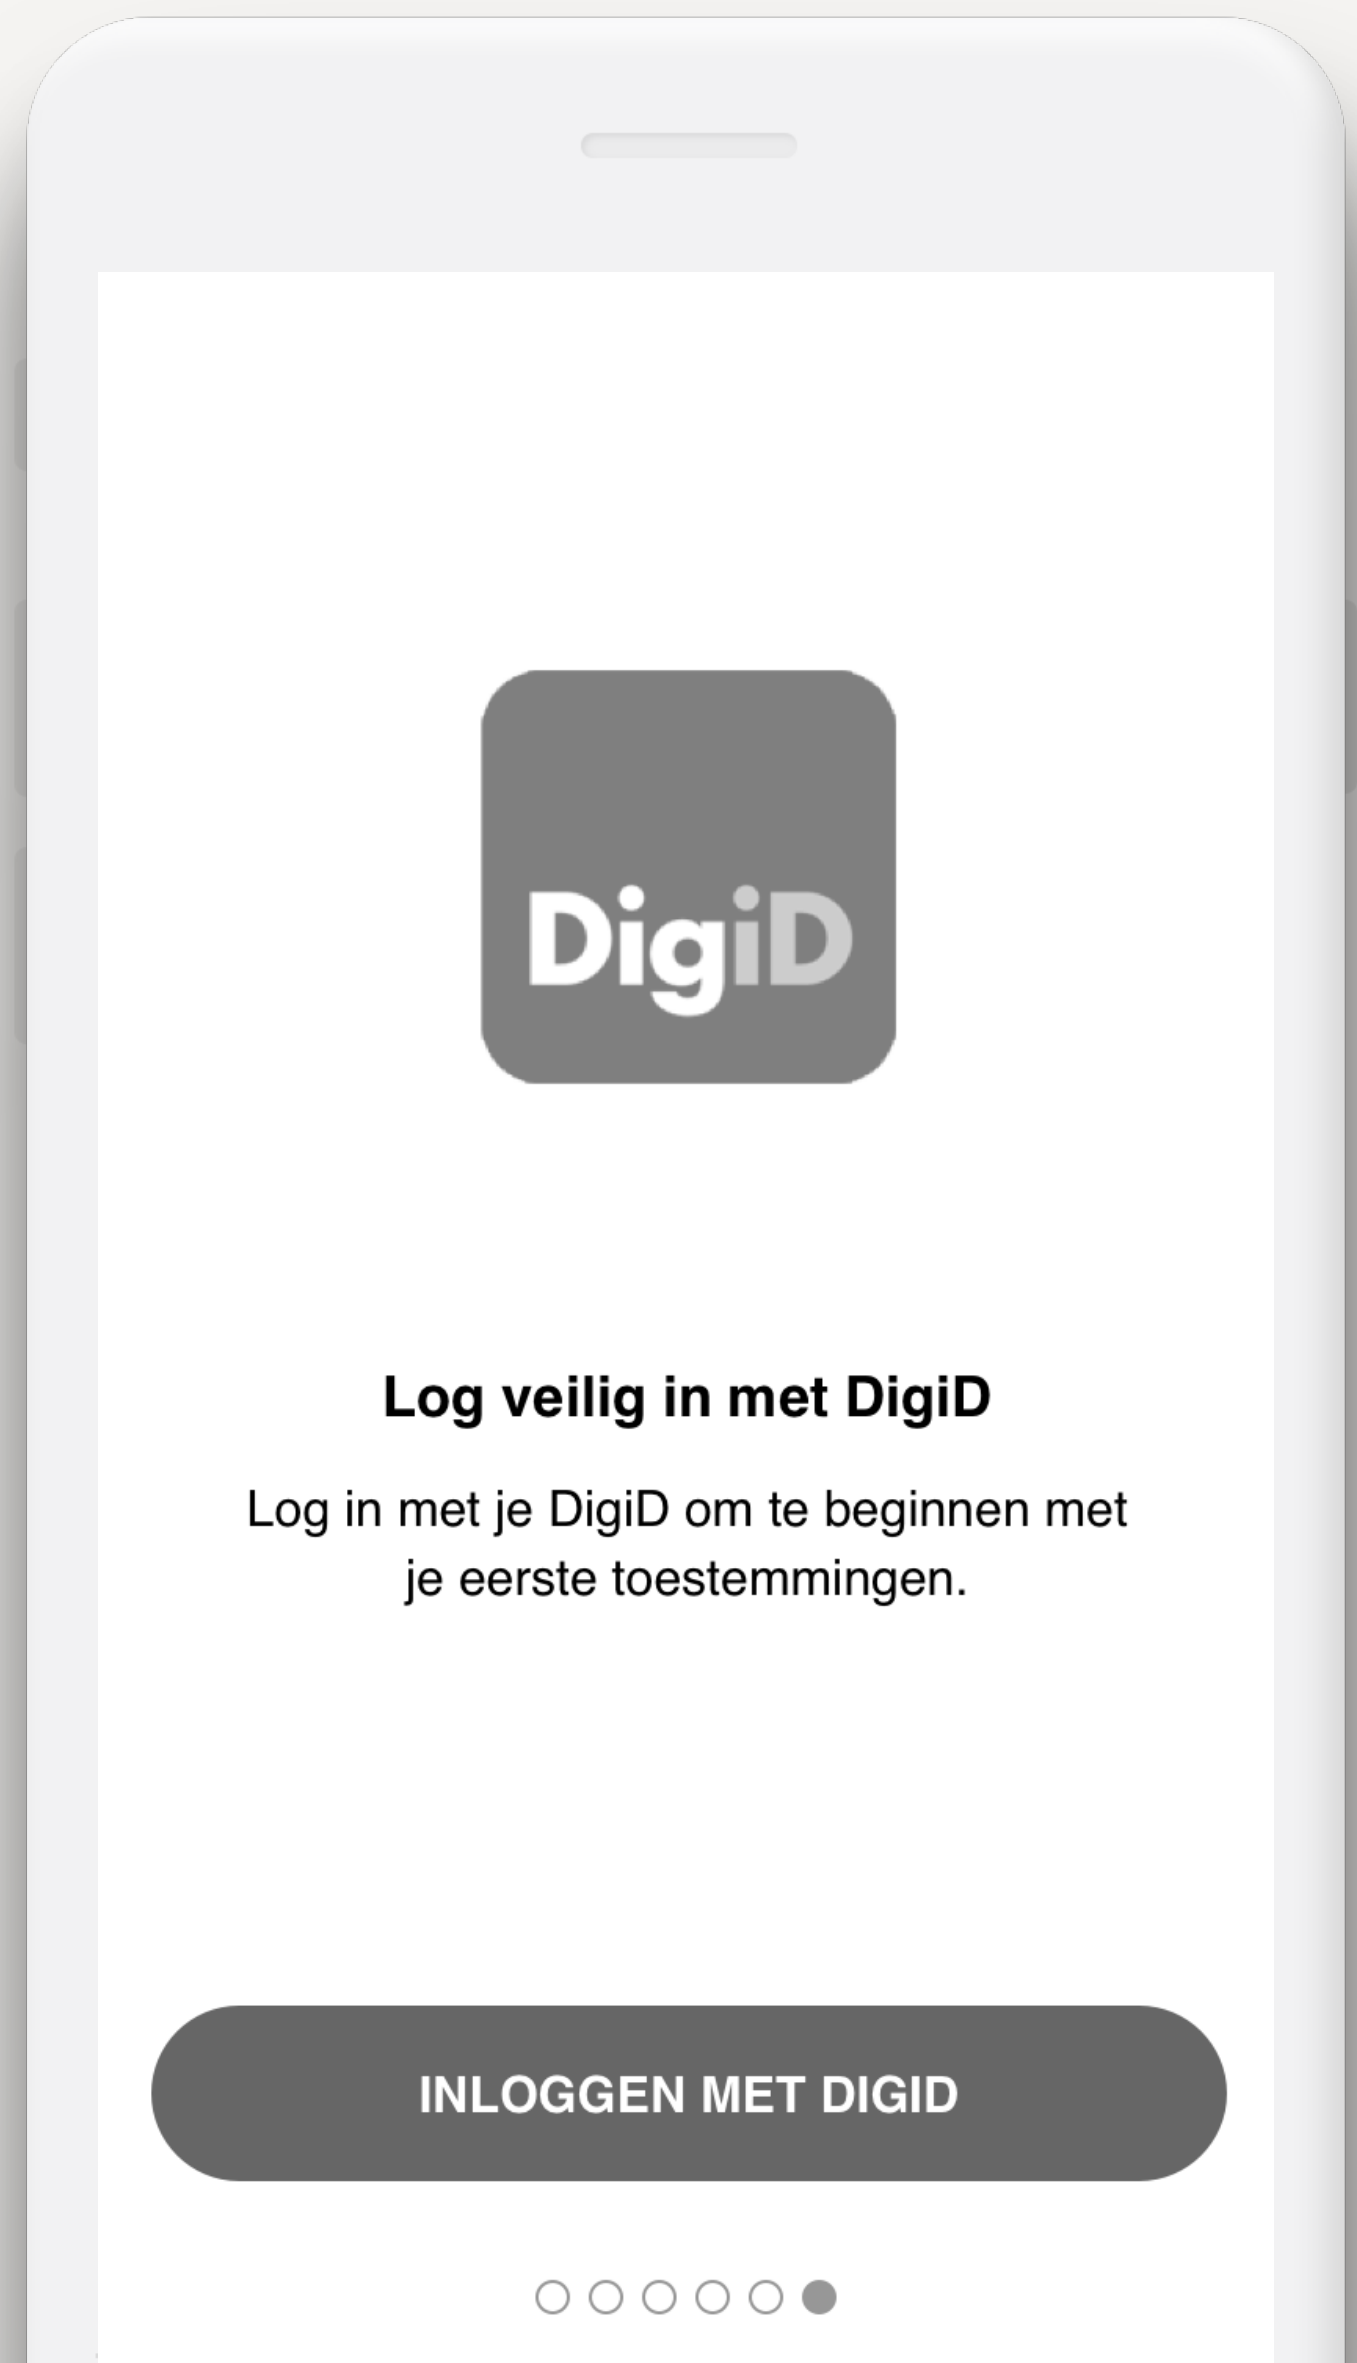 DigiD
Log veilig in met DigiD
Log in met je DigiD om te beginnen met
je eerste toestemmingen.
INLOGGEN MET DIGID